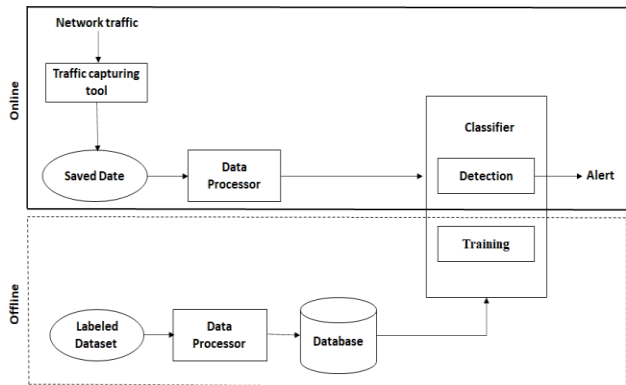 Network traffic
Traffic capturing
tool
Online
Classifier
Saved Date
Data
Processor
Detection
Alert
Training
Offline
Labeled
Dataset
Data
Processor
Database